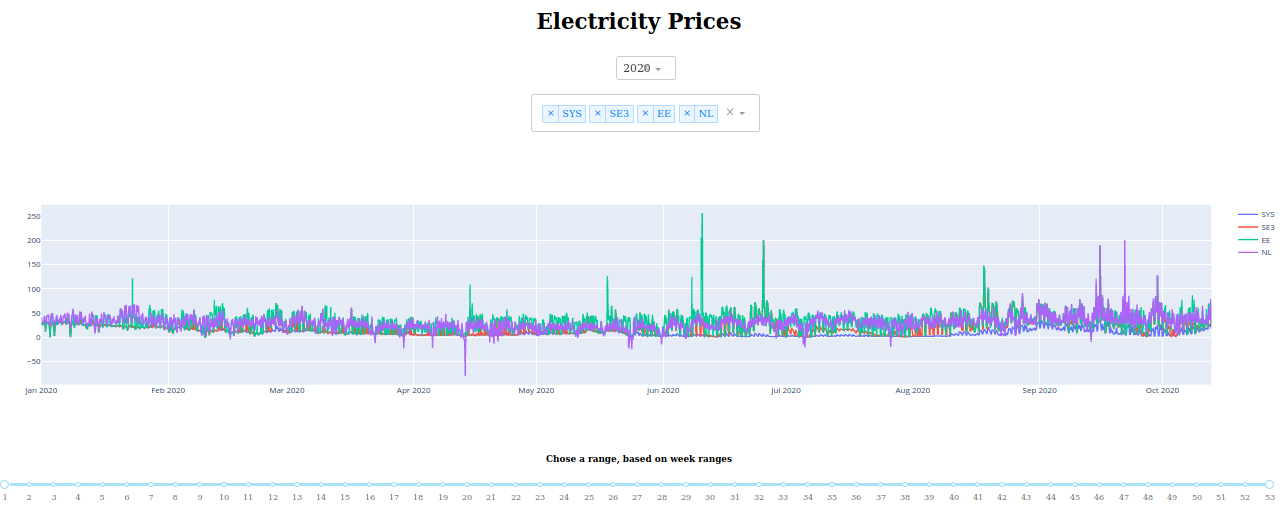 Electricity Prices
2020
× SYS × SE3 × EE × NL ×
250
200
150
100
50
0
−50
Jan 2020 Feb 2020 Mar 2020 Apr 2020 May 2020 Jun 2020 Jul 2020 Aug 2020 Sep 2020 Oct 2020
SYS
SE3
EE
NL
Chose a range, based on week ranges
1 2 3 4 5 6 7 8 9 10 11 12 13 14 15 16 17 18 19 20 21 22 23 24 25 26 27 28 29 30 31 32 33 34 35 36 37 38 39 40 41 42 43 44 45 46 47 48 49 50 51 52 53